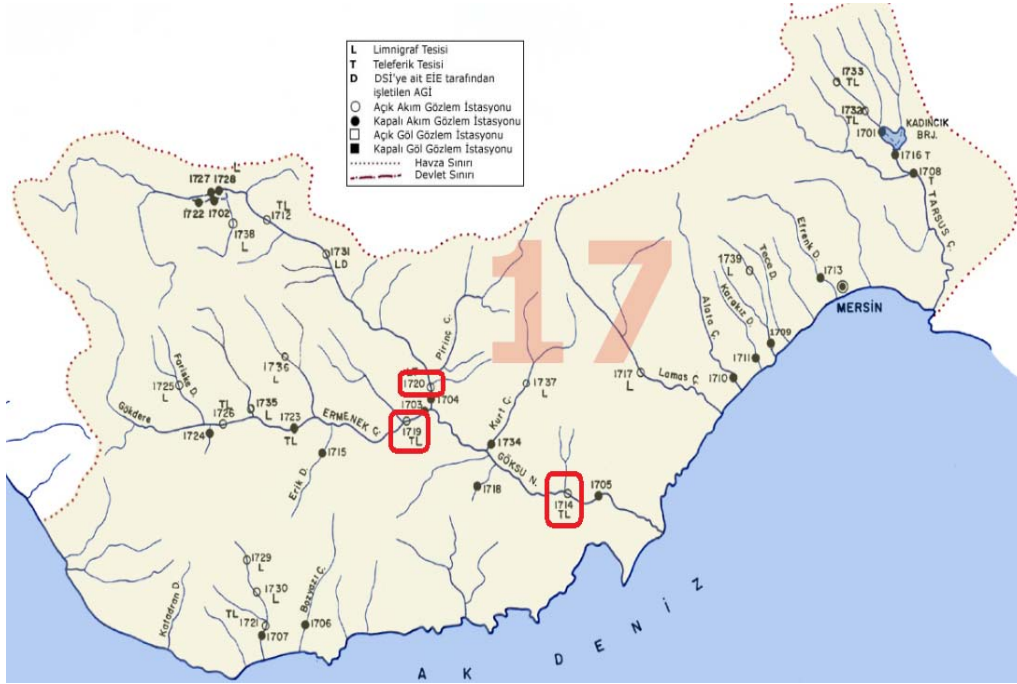 L Limnigraf Tesisi
T Teleferik Tesisi
D DSİ'ye ait EİE tarafından
işletilen AGİ
Açık Akım Gözlem İstasyonu
Kapalı Akım Gözlem İstasyonu
Açık Göl Gözlem İstasyonu
Kapalı Göl Gözlem İstasyonu
Havza Sınırı
Devlet Sınırı
17
1733
TL
1732
TL
1701
KADINCIK
BRJ.
1716 T
1708
T
TARSUS Ç.
L
1727 1728
1722 1702
TL
1712
1738
L
1731
LD
Efrenk D.
1713
MERSİN
Tece D.
1739
L
Karakız D.
1709
1711
Alata Ç.
1710
Lamas Ç.
1717
L
Pirinç Ç.
1720
1704
1703
1719
TL
1737
L
Kurt Ç.
1734
GÖKSU N.
1718
1714
TL
1705
1736
L
Fariske D.
1725
L
1735
L
TL
1726
Gökdere
1724
1723
TL
ERMENEK Ç.
1715
Erik D.
1729
L
1730
L
TL
1721
1707
1706
Bozyazı Ç.
Katadran D.
A K D E N İ Z